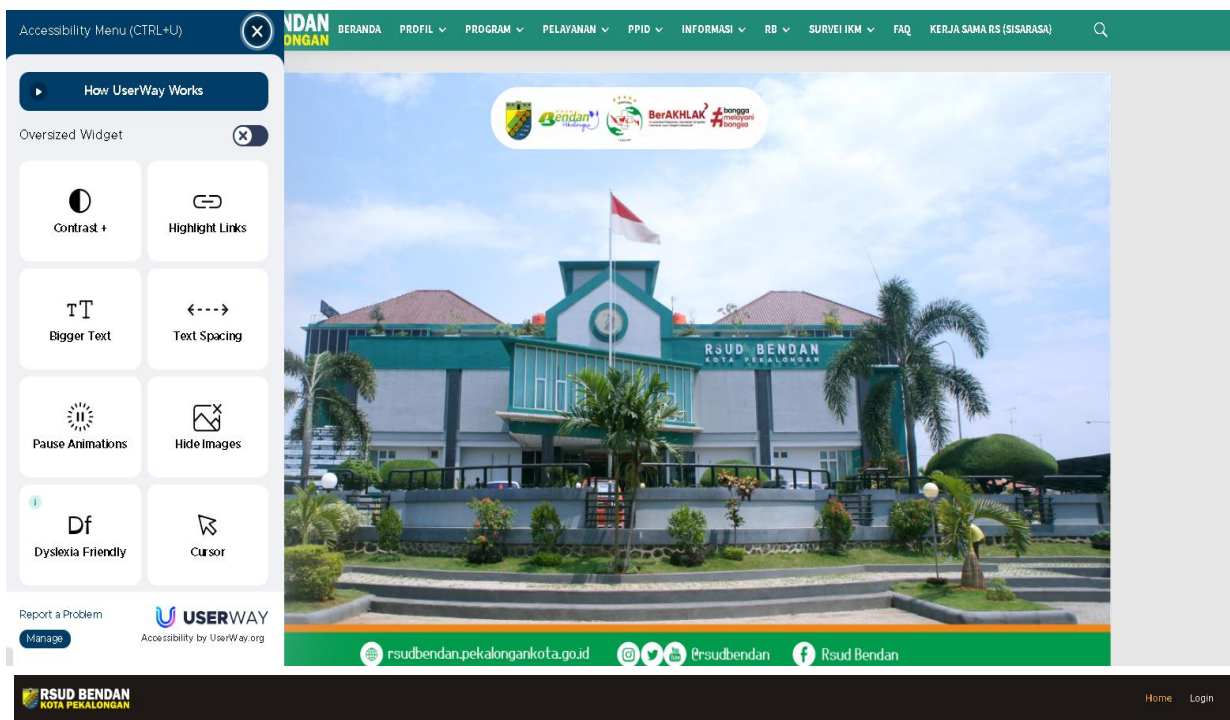 Accessibility Menu (CTRL+U)
NDAN
ONGAN
BERANDA PROFIL PROGRAM PELAYANAN PPID INFORMASI RB SURVEI IKM FAQ KERJA SAMA RS (SISARASA)
How UserWay Works
Oversized Widget
Contrast +
Highlight Links
Bigger Text
Text Spacing
Pause Animations
Hide Images
Df
Dyslexia Friendly
Cursor
Report a Problem
Manage
USERWAY
Accessibility by UserWay.org
Bendan
BerAKHLAK
#bangga
melayani
bangsa
RSUD BENDAN
KOTA PEKALONGAN
rsudbendan.pekalongankota.go.id @rsudbendan Rsud Bendan
RSUD BENDAN
KOTA PEKALONGAN
Home Login